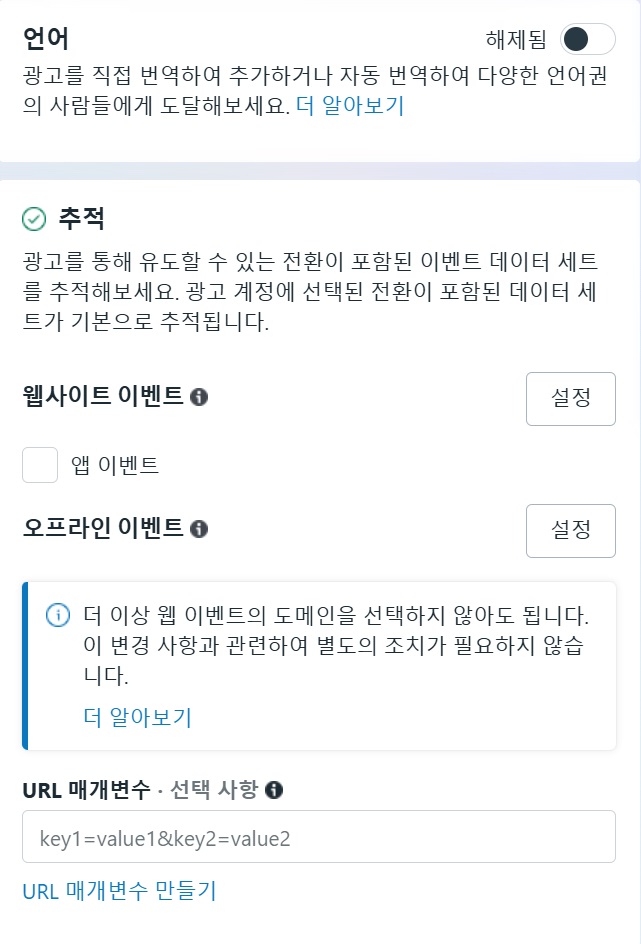 언어
해제됨
광고를 직접 번역하여 추가하거나 자동 번역하여 다양한 언어권
의 사람들에게 도달해보세요. 더 알아보기
추적
광고를 통해 유도할 수 있는 전환이 포함된 이벤트 데이터 세트
를 추적해보세요. 광고 계정에 선택된 전환이 포함된 데이터 세
트가 기본으로 추적됩니다.
웹사이트 이벤트
설정
앱 이벤트
오프라인 이벤트
설정
더 이상 웹 이벤트의 도메인을 선택하지 않아도 됩니다.
이 변경 사항과 관련하여 별도의 조치가 필요하지 않습
니다.
더 알아보기
URL 매개변수 · 선택 사항
key1=value1&key2=value2
URL 매개변수 만들기